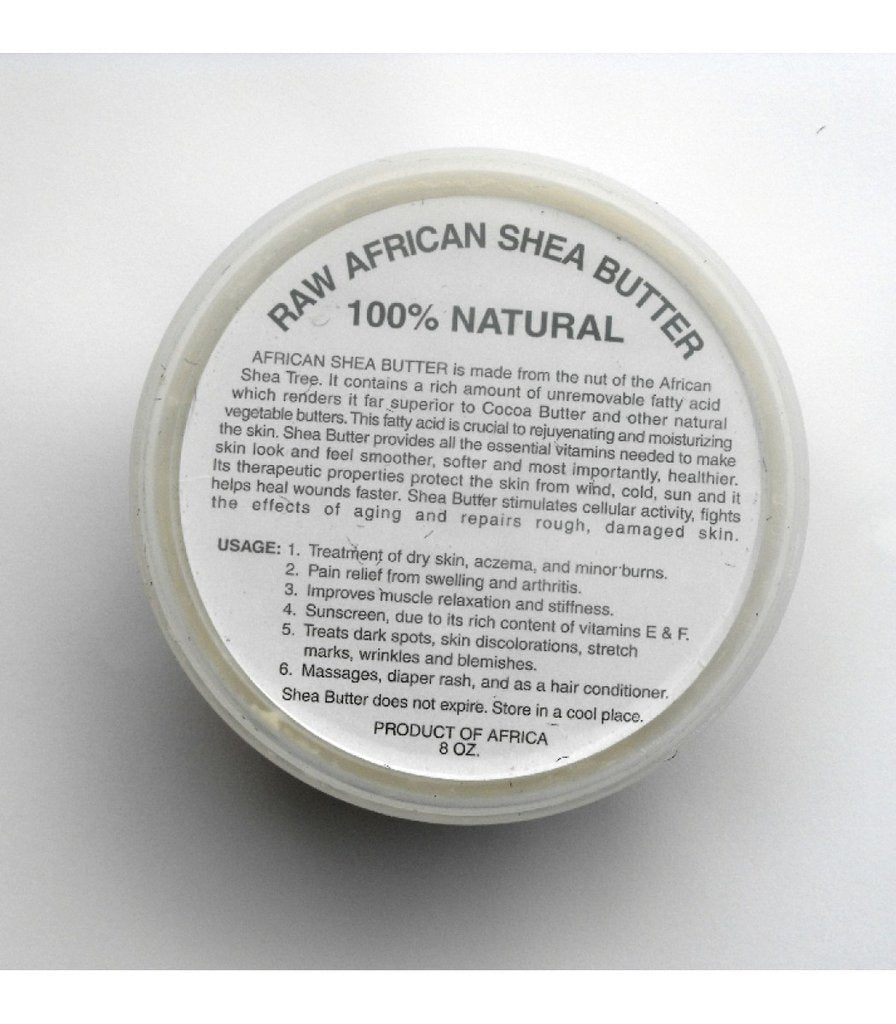 RAW AFRICAN SHEA BUTTER
100% NATURAL
AFRICAN SHEA BUTTER is made from the nut of the African
Shea Tree. It contains a rich amount of unremovable fatty acid
which renders it far superior to Cocoa Butter and other natural
vegetable butters. This fatty acid is crucial to rejuyenating and moisturizing
the skin. Shea Butter provides all the essential vitamins needed to make
skin look and feel smoother, softer and most importantly, healthier.
Its therapeutic properties protect the skin from wind, cold, sun and it
helps heal wounds faster. Shea Butter stimulates cellular activity, fights
the effects of aging and repairs rough, damaged skin.
USAGE: 1. Treatment of dry skin, aczema, and minor burns.
2. Pain relief from swelling and arthritis.
3. Improves muscle relaxation and stiffness.
4. Sunscreen, due to its rich content of vitamins E & F.
5. Treats dark spots, skin discolorations, stretch
marks, wrinkles and blemishes.
6. Massages, diaper rash, and as a hair conditioner.
Shea Butter does not expire. Store in a cool place.
PRODUCT OF AFRICA
8 OZ.